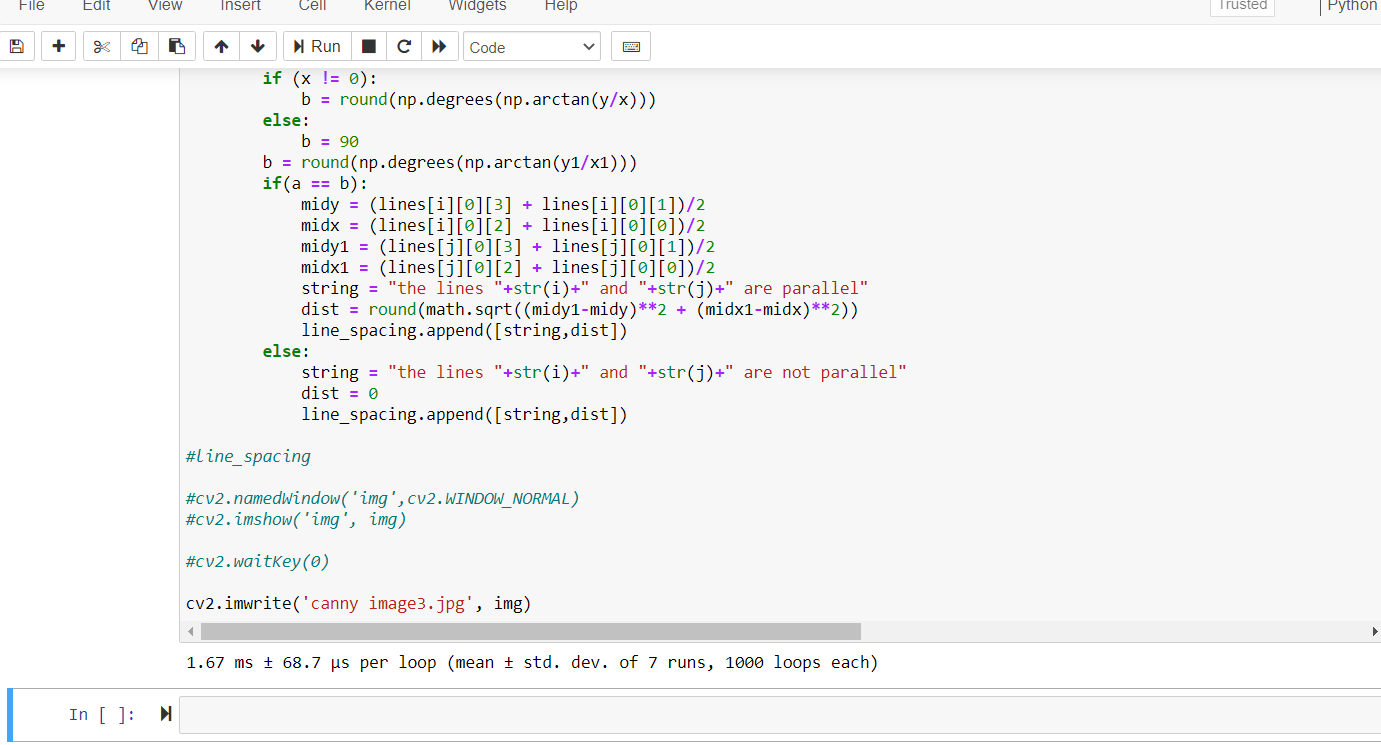 File Edit View Insert Cell Kernel Widgets Help Trusted Python
Run Code
if (x != 0):
b = round(np.degrees(np.arctan(y/x)))
else:
b = 90
b = round(np.degrees(np.arctan(y1/x1)))
if(a == b):
midy = (lines[i][0][3] + lines[i][0][1])/2
midx = (lines[i][0][2] + lines[i][0][0])/2
midy1 = (lines[j][0][3] + lines[j][0][1])/2
midx1 = (lines[j][0][2] + lines[j][0][0])/2
string = "the lines "+str(i)+" and "+str(j)+" are parallel"
dist = round(math.sqrt((midy1-midy)**2 + (midx1-midx)**2))
line_spacing.append([string,dist])
else:
string = "the lines "+str(i)+" and "+str(j)+" are not parallel"
dist = 0
line_spacing.append([string,dist])
#line_spacing
#cv2.namedWindow('img',cv2.WINDOW_NORMAL)
#cv2.imshow('img', img)
#cv2.waitKey(0)
cv2.imwrite('canny image3.jpg', img)
1.67 ms ± 68.7 µs per loop (mean ± std. dev. of 7 runs, 1000 loops each)
In [ ]: